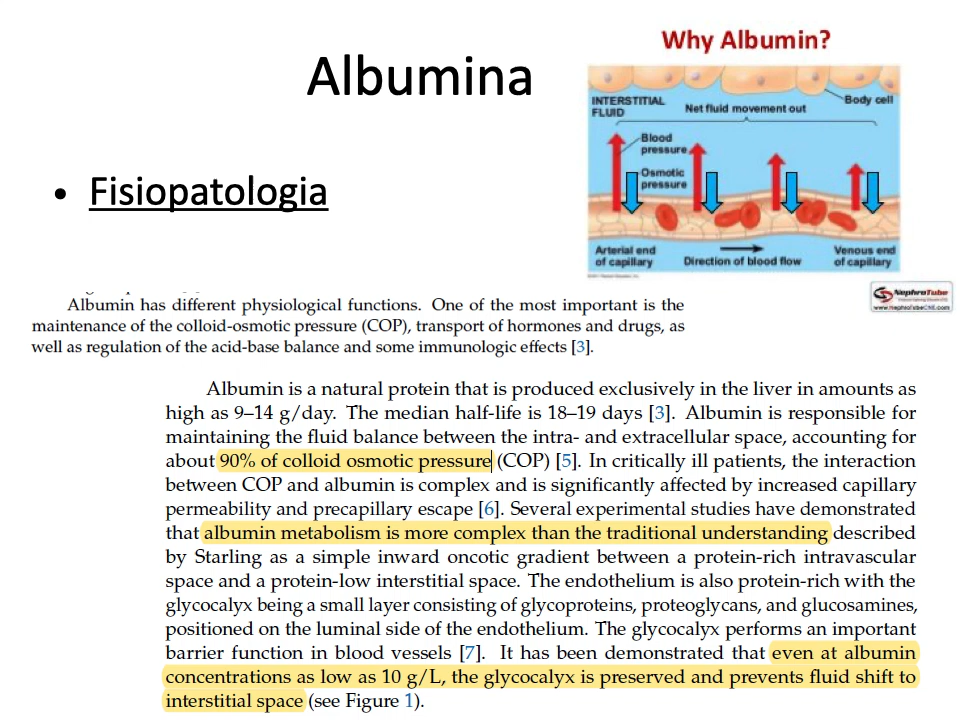 Albumina
• Fisiopatologia
Why Albumin?
INTERSTITIAL
FLUID
Net fluid movement out
Body cell
Blood
pressure
Osmotic
pressure
Arterial end
of capillary
Direction of blood flow
Venous end
of capillary
NephroTube
www.NephroTubeCNE.com
Albumin has different physiological functions. One of the most important is the
maintenance of the colloid-osmotic pressure (COP), transport of hormones and drugs, as
well as regulation of the acid-base balance and some immunologic effects [3].
Albumin is a natural protein that is produced exclusively in the liver in amounts as
high as 9–14 g/day. The median half-life is 18–19 days [3]. Albumin is responsible for
maintaining the fluid balance between the intra- and extracellular space, accounting for
about 90% of colloid osmotic pressure (COP) [5]. In critically ill patients, the interaction
between COP and albumin is complex and is significantly affected by increased capillary
permeability and precapillary escape [6]. Several experimental studies have demonstrated
that albumin metabolism is more complex than the traditional understanding described
by Starling as a simple inward oncotic gradient between a protein-rich intravascular
space and a protein-low interstitial space. The endothelium is also protein-rich with the
glycocalyx being a small layer consisting of glycoproteins, proteoglycans, and glucosamines,
positioned on the luminal side of the endothelium. The glycocalyx performs an important
barrier function in blood vessels [7]. It has been demonstrated that even at albumin
concentrations as low as 10 g/L, the glycocalyx is preserved and prevents fluid shift to
interstitial space (see Figure 1).